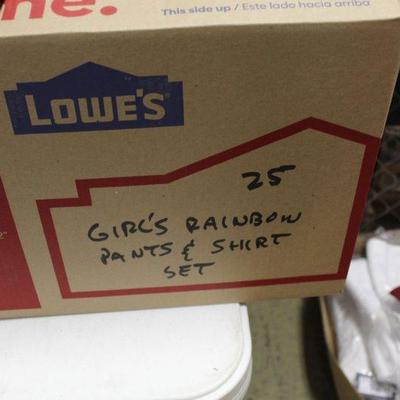 ne.
This side up / Este lado hacia arriba
LOWE'S
25
GIRL'S RAINBOW
PANTS & SHIRT
SET